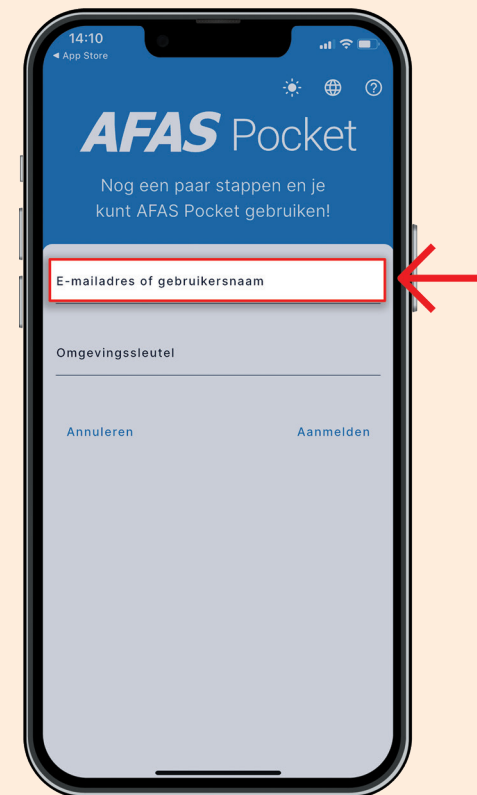 14:10
◀ App Store
AFAS Pocket
Nog een paar stappen en je
kunt AFAS Pocket gebruiken!
E-mailadres of gebruikersnaam
Omgevingssleutel
Annuleren Aanmelden